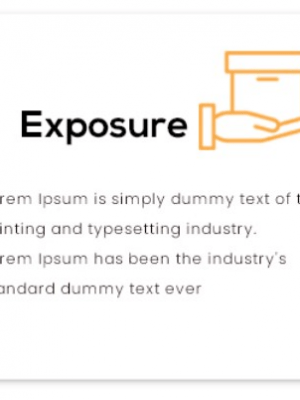 Exposure
rem Ipsum is simply dummy text of t
inting and typesetting industry.
rem Ipsum has been the industry's
andard dummy text ever